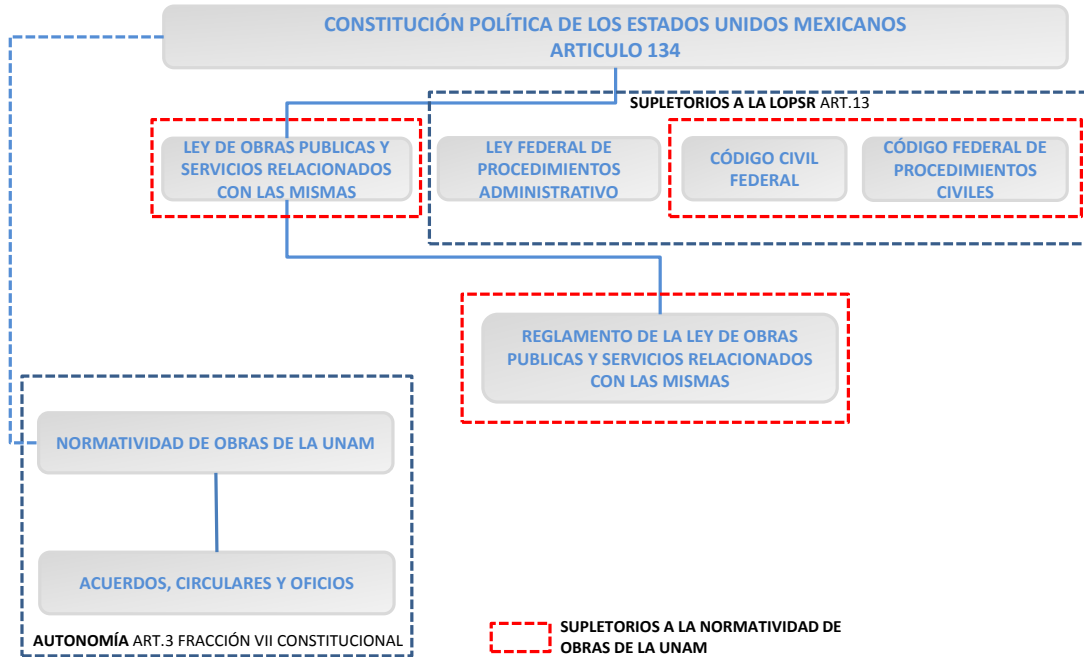 CONSTITUCIÓN POLÍTICA DE LOS ESTADOS UNIDOS MEXICANOS
ARTICULO 134
SUPLETORIOS A LA LOPSR ART.13
LEY DE OBRAS PUBLICAS Y
SERVICIOS RELACIONADOS
CON LAS MISMAS
LEY FEDERAL DE
PROCEDIMIENTOS
ADMINISTRATIVO
CÓDIGO CIVIL
FEDERAL
CÓDIGO FEDERAL DE
PROCEDIMIENTOS
CIVILES
REGLAMENTO DE LA LEY DE OBRAS
PUBLICAS Y SERVICIOS RELACIONADOS
CON LAS MISMAS
NORMATIVIDAD DE OBRAS DE LA UNAM
ACUERDOS, CIRCULARES Y OFICIOS
AUTONOMÍA ART.3 FRACCIÓN VII CONSTITUCIONAL
SUPLETORIOS A LA NORMATIVIDAD DE
OBRAS DE LA UNAM